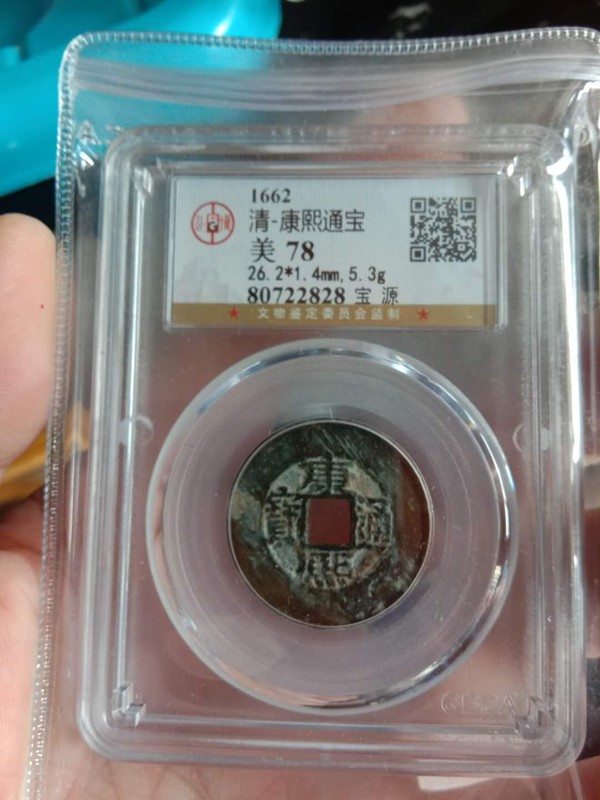 1662
清-康熙通宝
美 78
26.2*1.4mm,5.3g
80722828 宝 源
★ 文物鉴定委员会监制 ★
康
寶 通
熙